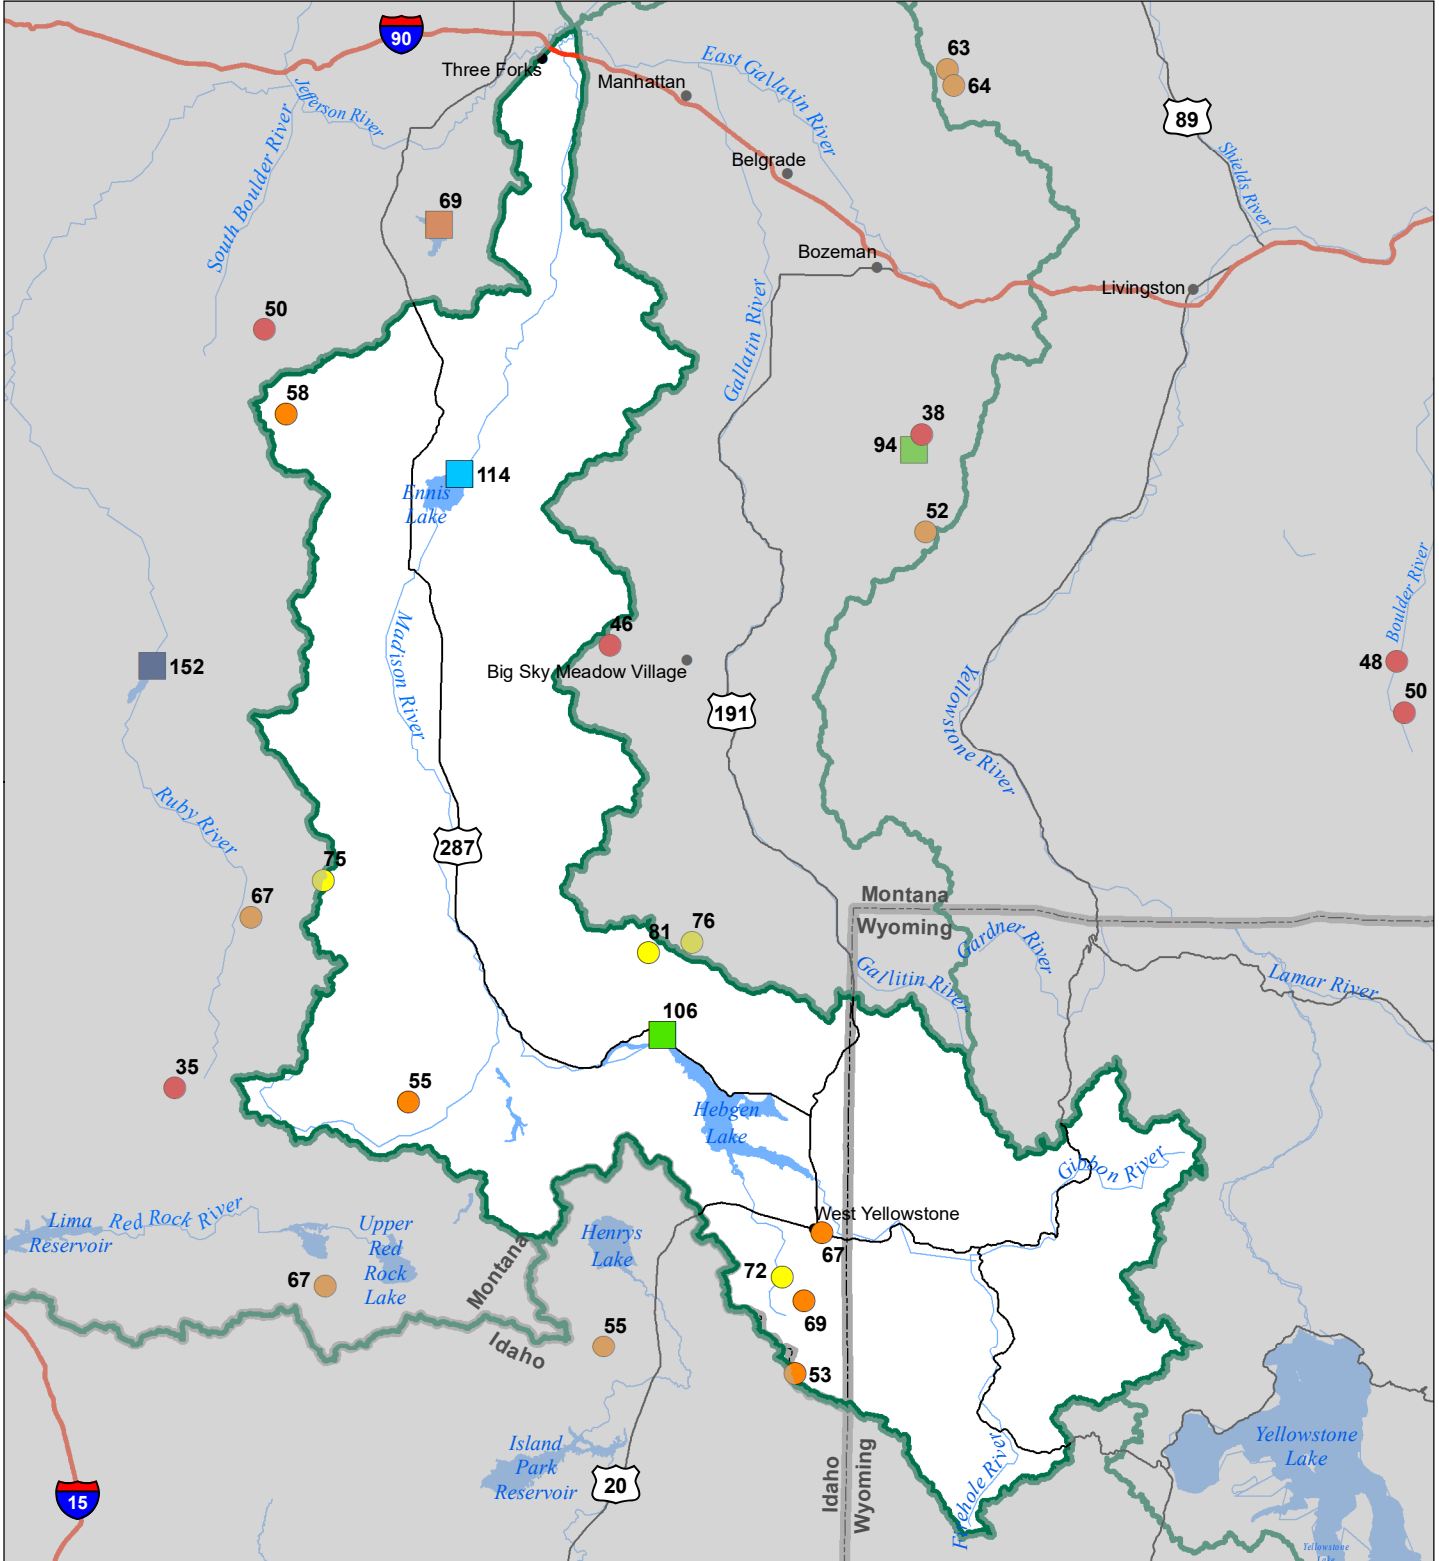 90
Three Forks
Manhattan
East Gallatin River
63
64
89
Jefferson River
South Boulder River
Belgrade
Shields River
69
Bozeman
Livingston
50
Gallatin River
58
38
94
114
Ennis
Lake
52
Boulder River
46
Madison River
Big Sky Meadow Village
152
48
50
191
Yellowstone River
Ruby River
287
75
67
81
76
Montana
Wyoming
Gardner River
Gallitin River
Lamar River
106
35
55
Hebgen
Lake
Gibbon River
Lima
Reservoir
Red Rock River
Upper
Red
Rock
Lake
Henrys
Lake
West Yellowstone
67
Montana
Idaho
67
72
69
55
53
Island
Park
Reservoir
20
15
Idaho
Wyoming
Firehole River
Yellowstone
Lake
Yellowstone
Lake